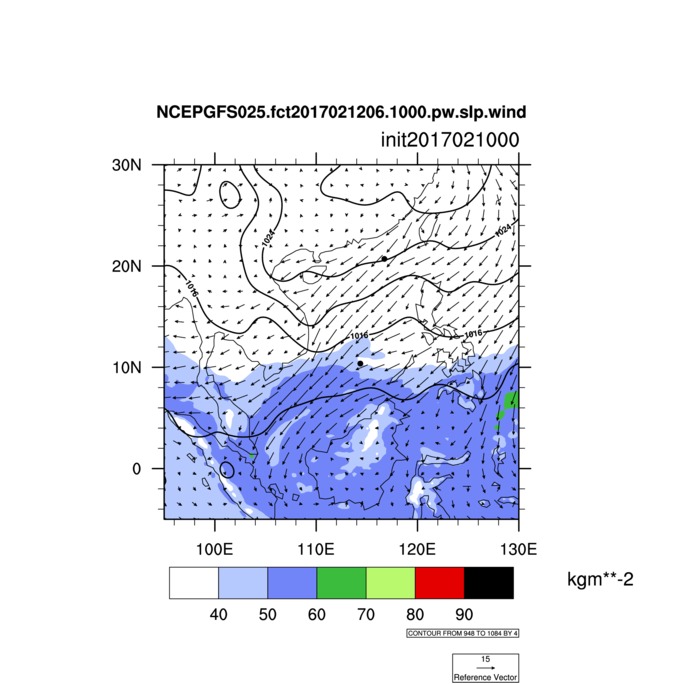 NCEPGFS025.fct2017021206.1000.pw.slp.wind
init2017021000
30N
1024
1024
20N
1016
1016
1016
10N
0
100E 110E 120E 130E
kgm**-2
40 50 60 70 80 90
CONTOUR FROM 948 TO 1084 BY 4
15
Reference Vector